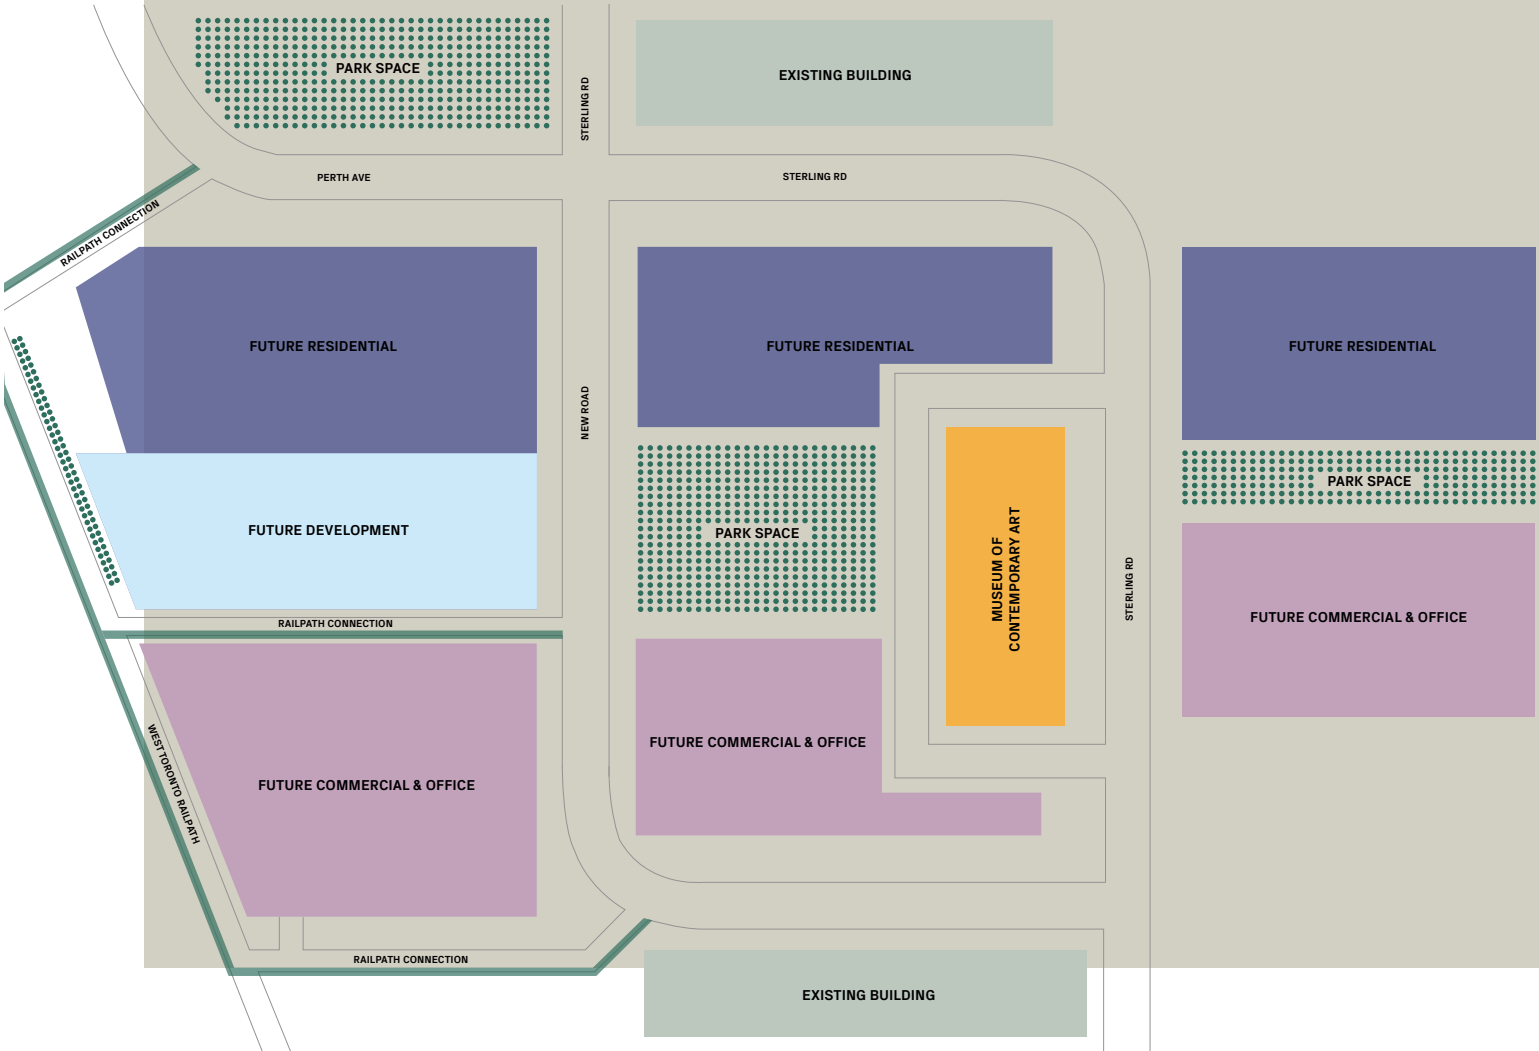 PARK SPACE
EXISTING BUILDING
STERLING RD
PERTH AVE
STERLING RD
RAILPATH CONNECTION
FUTURE RESIDENTIAL
FUTURE RESIDENTIAL
FUTURE RESIDENTIAL
NEW ROAD
PARK SPACE
FUTURE DEVELOPMENT
PARK SPACE
MUSEUM OF
CONTEMPORARY ART
STERLING RD
FUTURE COMMERCIAL & OFFICE
RAILPATH CONNECTION
WEST TORONTO RAILPATH
FUTURE COMMERCIAL & OFFICE
FUTURE COMMERCIAL & OFFICE
RAILPATH CONNECTION
EXISTING BUILDING